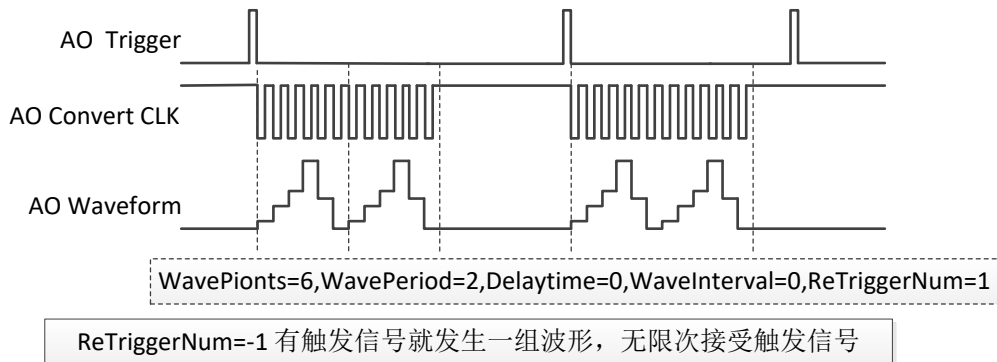 AO Trigger
AO Convert CLK
AO Waveform
WavePionts=6,WavePeriod=2,Delaytime=0,WaveInterval=0,ReTriggerNum=1
ReTriggerNum=-1 有触发信号就发生一组波形，无限次接受触发信号